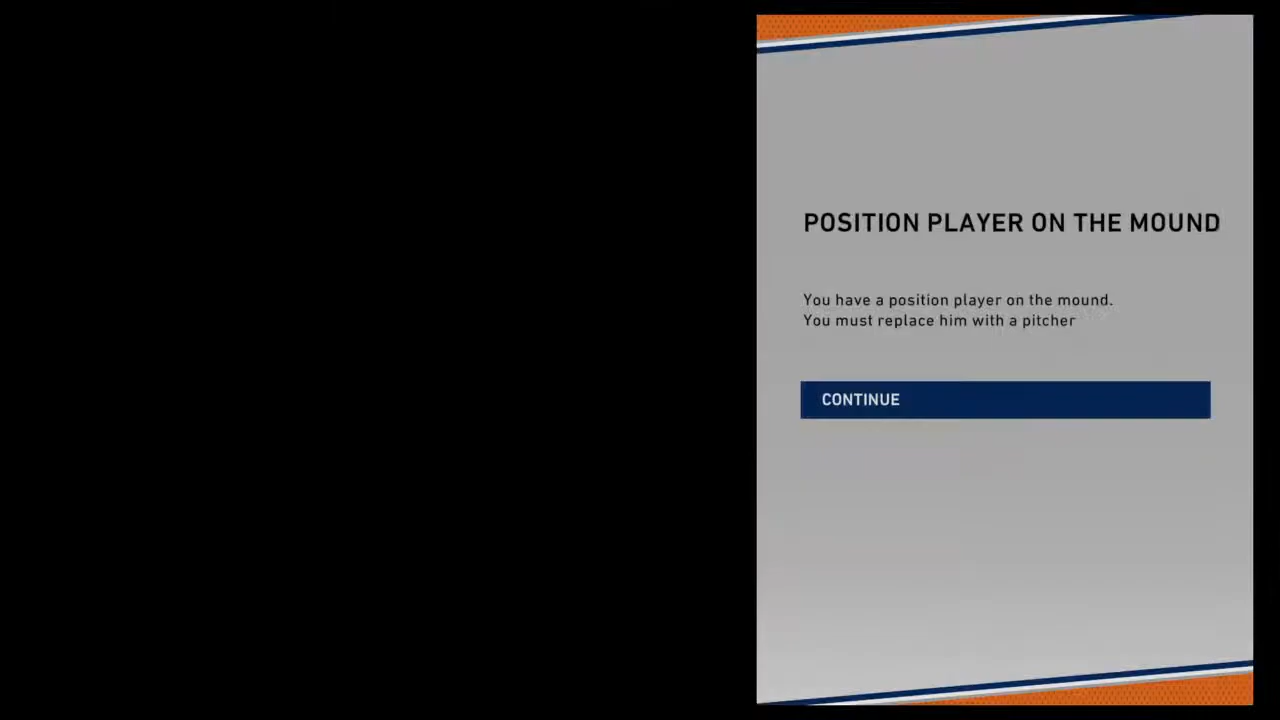 POSITION PLAYER ON THE MOUND
You have a position player on the mound.
You must replace him with a pitcher
CONTINUE